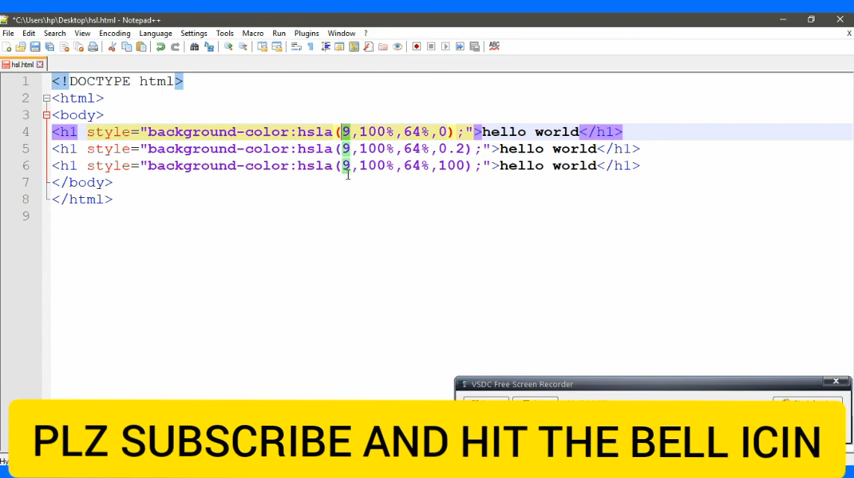 *C:\Users\hp\Desktop\hsl.html - Notepad++
File Edit Search View Encoding Language Settings Tools Macro Run Plugins Window ?
hsl.html
1 <!DOCTYPE html>
2 <html>
3 <body>
4 <h1 style="background-color:hsla(9,100%,64%,0);">hello world</h1>
5 <h1 style="background-color:hsla(9,100%,64%,0.2);">hello world</h1>
6 <h1 style="background-color:hsla(9,100%,64%,100);">hello world</h1>
7 </body>
8 </html>
9
VSDC Free Screen Recorder
PLZ SUBSCRIBE AND HIT THE BELL ICIN